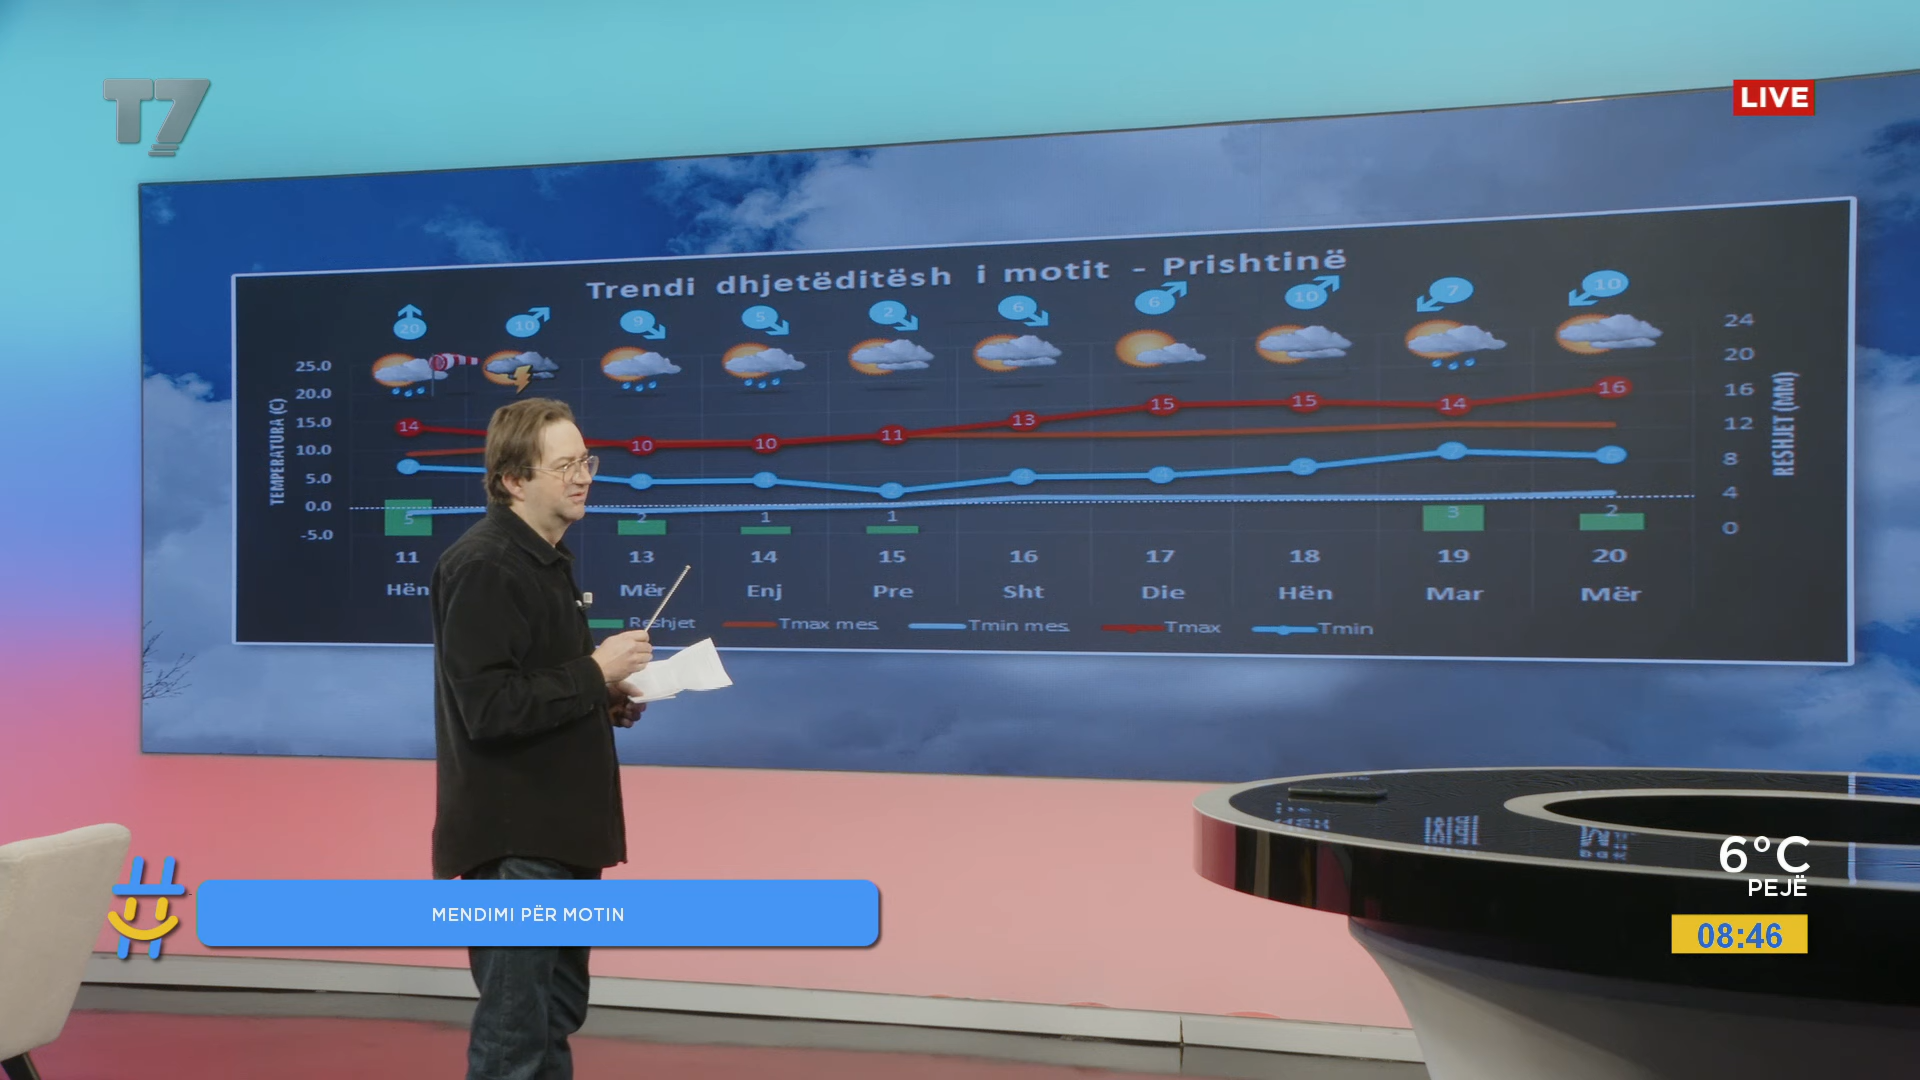 T7
LIVE
Trendi dhjetëditësh i motit - Prishtinë
20 10 9 5 2 6 6 10 7 10
TEMPERATURA (C)
25.0
20.0
15.0
10.0
5.0
0.0
-5.0
24
20
16
12
8
4
0
RESHJET (MM)
14 10 10 11 13 15 15 14 16
5 2 1 1 3 2
11 13 14 15 16 17 18 19 20
Hën Mër Enj Pre Sht Die Hën Mar Mër
Reshjet Tmax mes. Tmin mes. Tmax Tmin
6°C
PEJË
MENDIMI PËR MOTIN
08:46